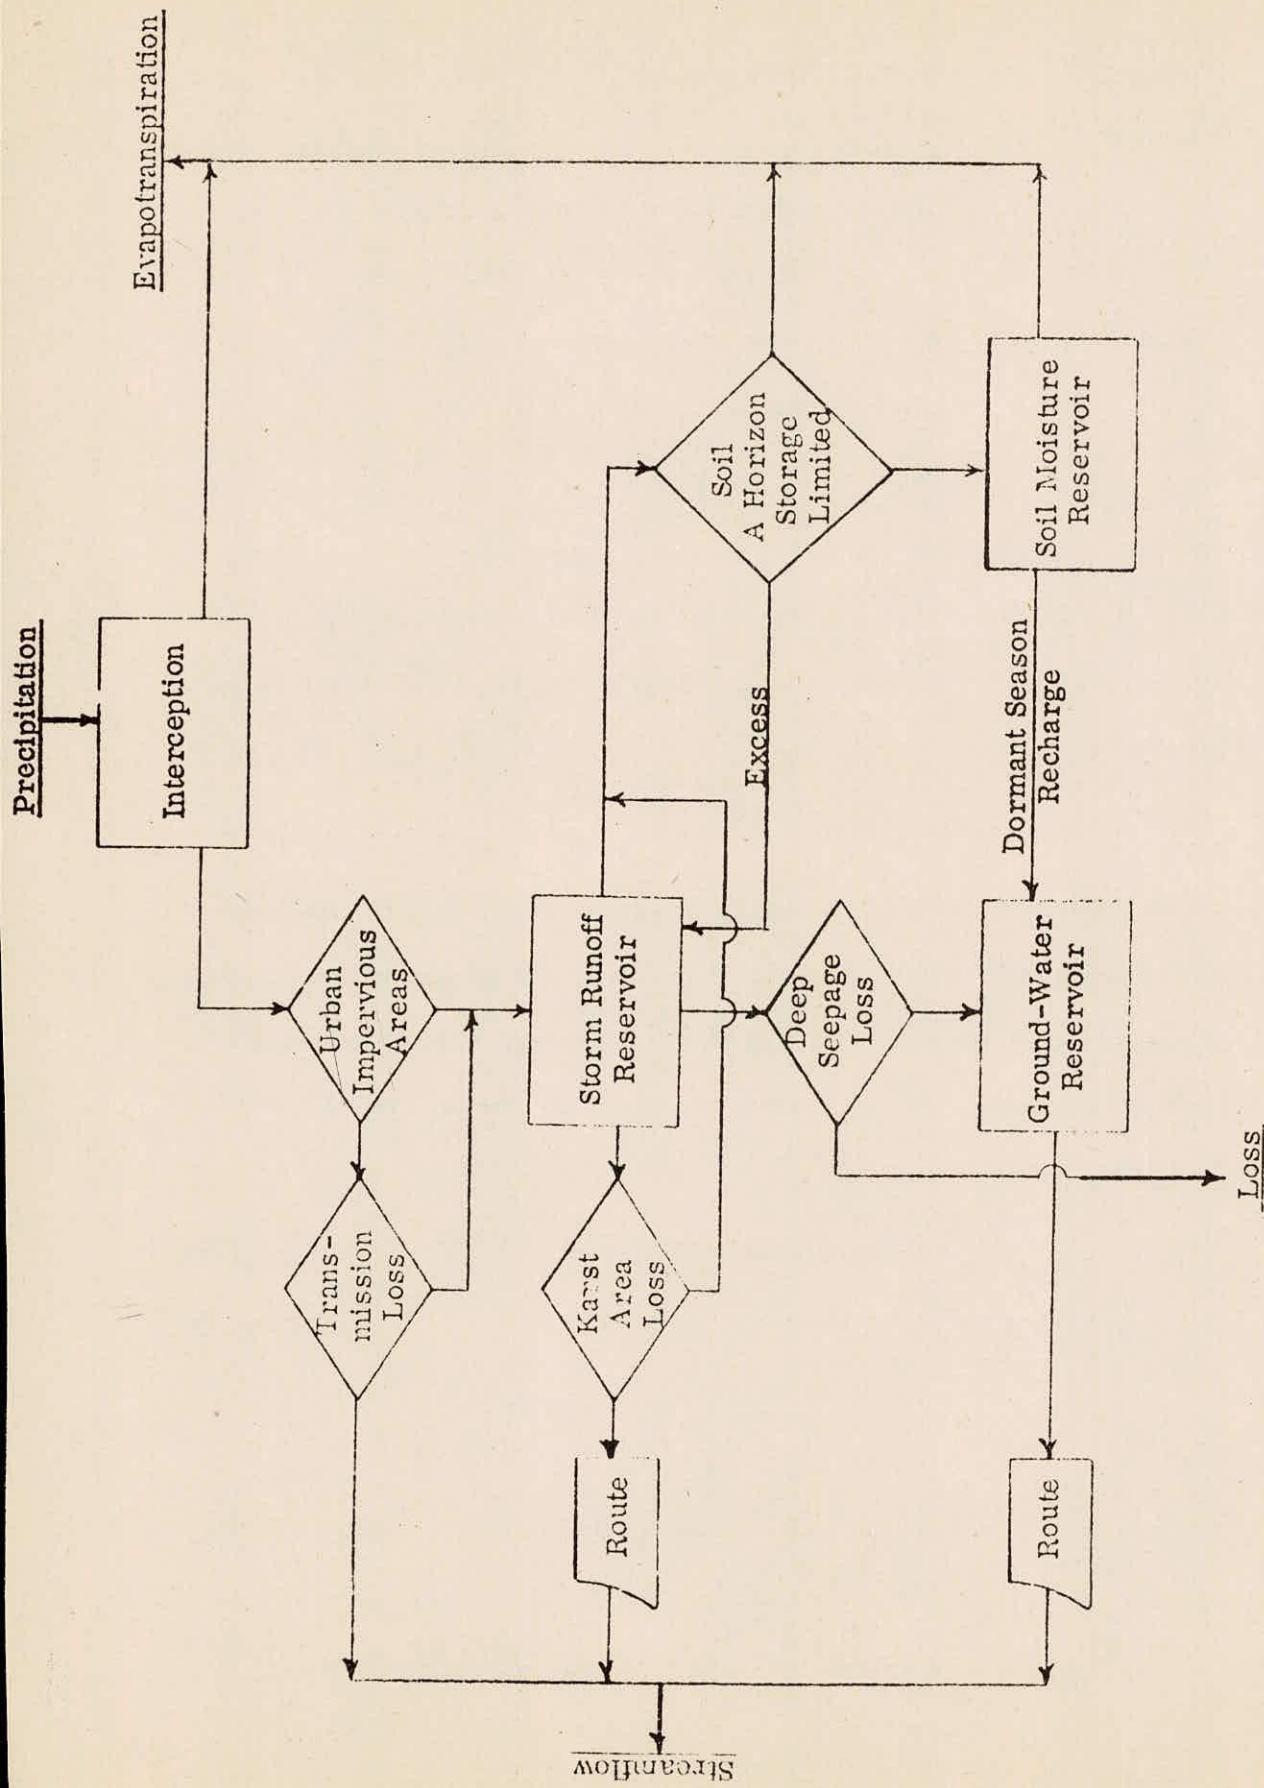 Precipitation
Evapotranspiration
Interception
Urban
Impervious
Areas
Trans-
mission
Loss
Storm Runoff
Reservoir
Karst
Area
Loss
Route
Soil
A Horizon
Storage
Limited
Excess
Deep
Seepage
Loss
Soil Moisture
Reservoir
Dormant Season
Recharge
Ground-Water
Reservoir
Route
Streamflow
Loss